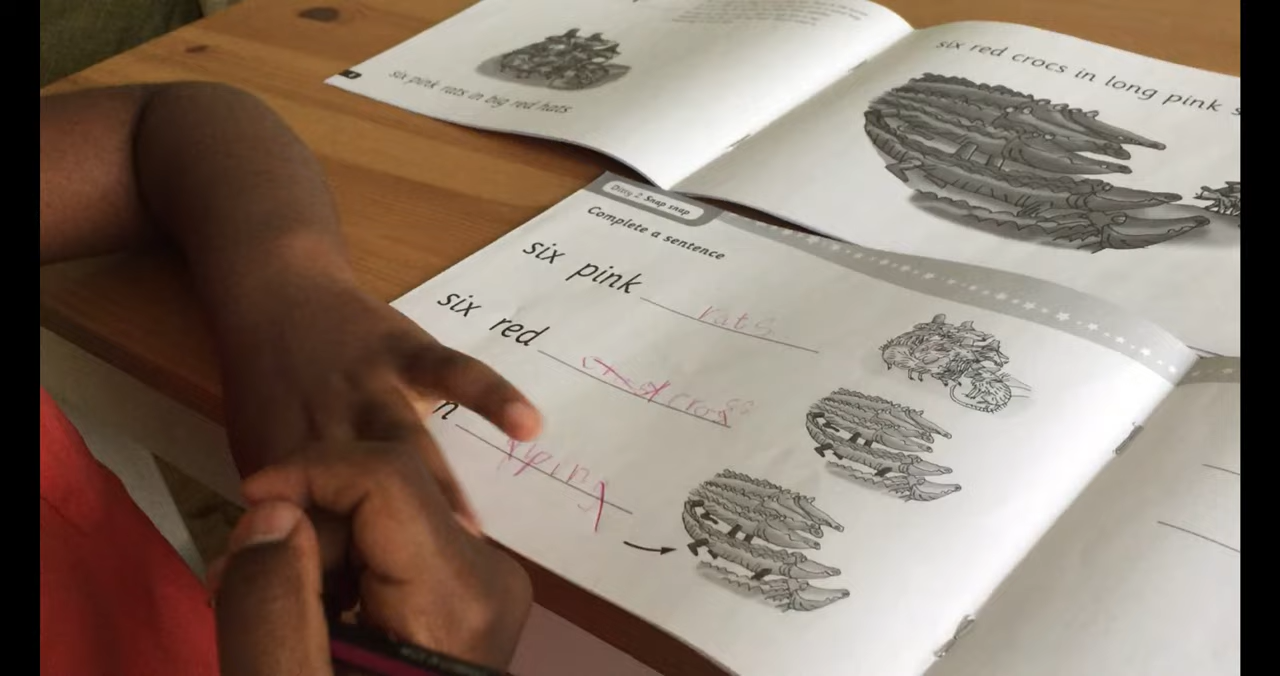 six pink rats in big red hats
six red crocs in long pink
Ditty 2 Snap snap
Complete a sentence
six pink rats
six red crocs
n